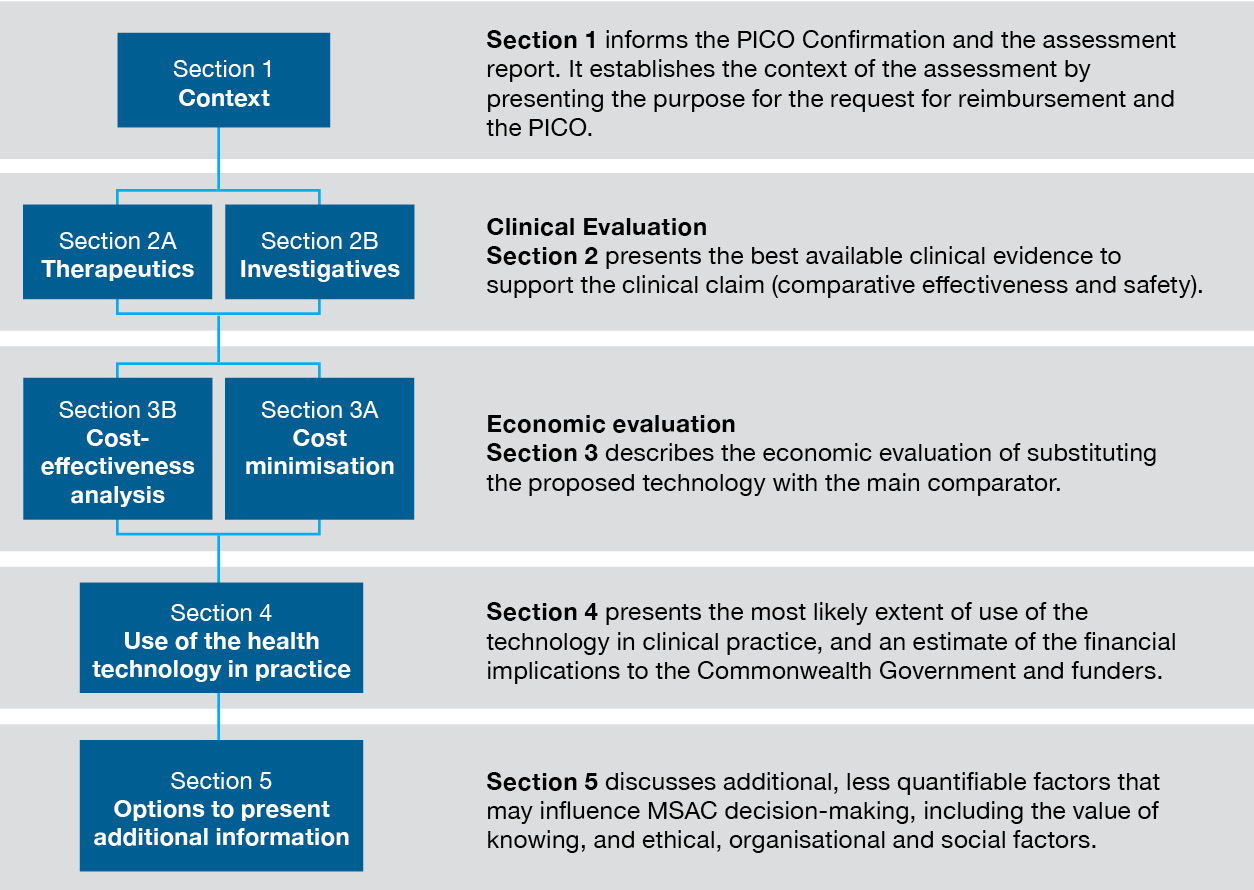 Section 1
Context
Section 1 informs the PICO Confirmation and the assessment
report. It establishes the context of the assessment by
presenting the purpose for the request for reimbursement and
the PICO.
Section 2A
Therapeutics
Section 2B
Investigatives
Clinical Evaluation
Section 2 presents the best available clinical evidence to
support the clinical claim (comparative effectiveness and safety).
Section 3B
Cost-
effectiveness
analysis
Section 3A
Cost
minimisation
Economic evaluation
Section 3 describes the economic evaluation of substituting
the proposed technology with the main comparator.
Section 4
Use of the health
technology in practice
Section 4 presents the most likely extent of use of the
technology in clinical practice, and an estimate of the financial
implications to the Commonwealth Government and funders.
Section 5
Options to present
additional information
Section 5 discusses additional, less quantifiable factors that
may influence MSAC decision-making, including the value of
knowing, and ethical, organisational and social factors.